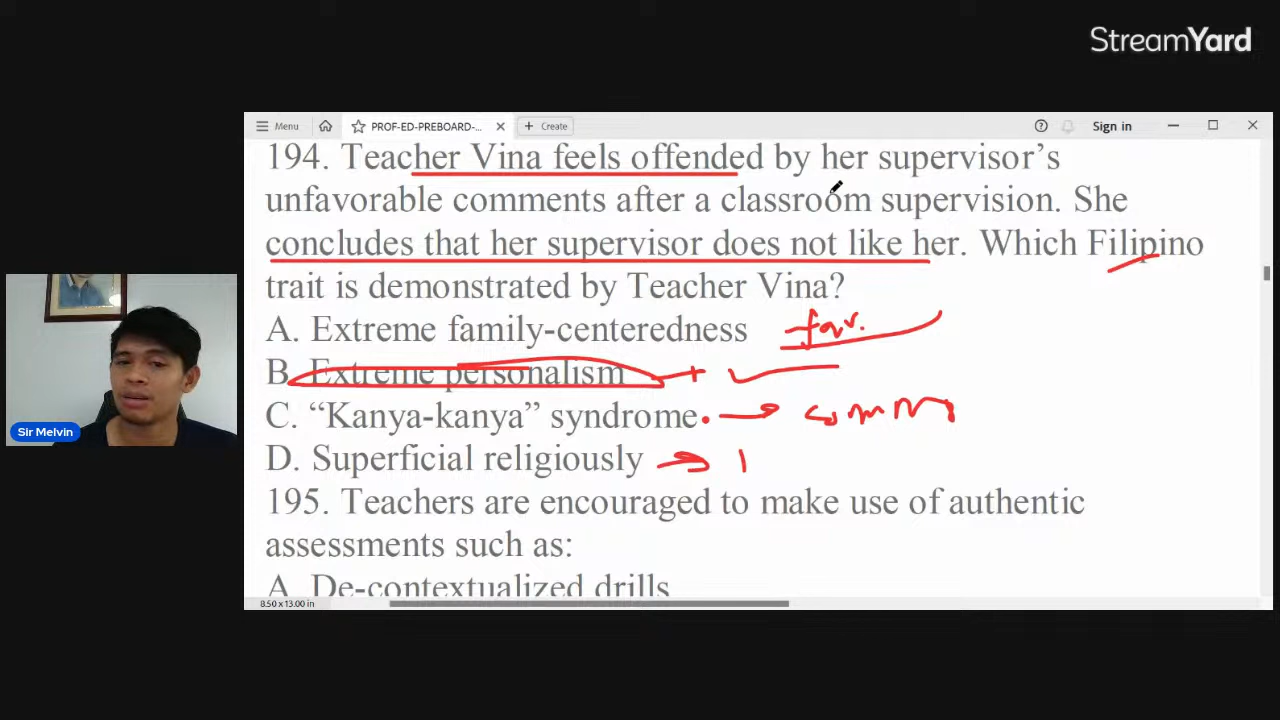 StreamYard
Menu
PROF-ED-PREBOARD-...
Create
Sign in
194. Teacher Vina feels offended by her supervisor's
unfavorable comments after a classroom supervision. She
concludes that her supervisor does not like her. Which Filipino
trait is demonstrated by Teacher Vina?
A. Extreme family-centeredness fav.
B. Extreme personalism
C. “Kanya-kanya” syndrome. comm
D. Superficial religiously
195. Teachers are encouraged to make use of authentic
assessments such as:
A. De-contextualized drills
8.50 x 13.00 in
Sir Melvin